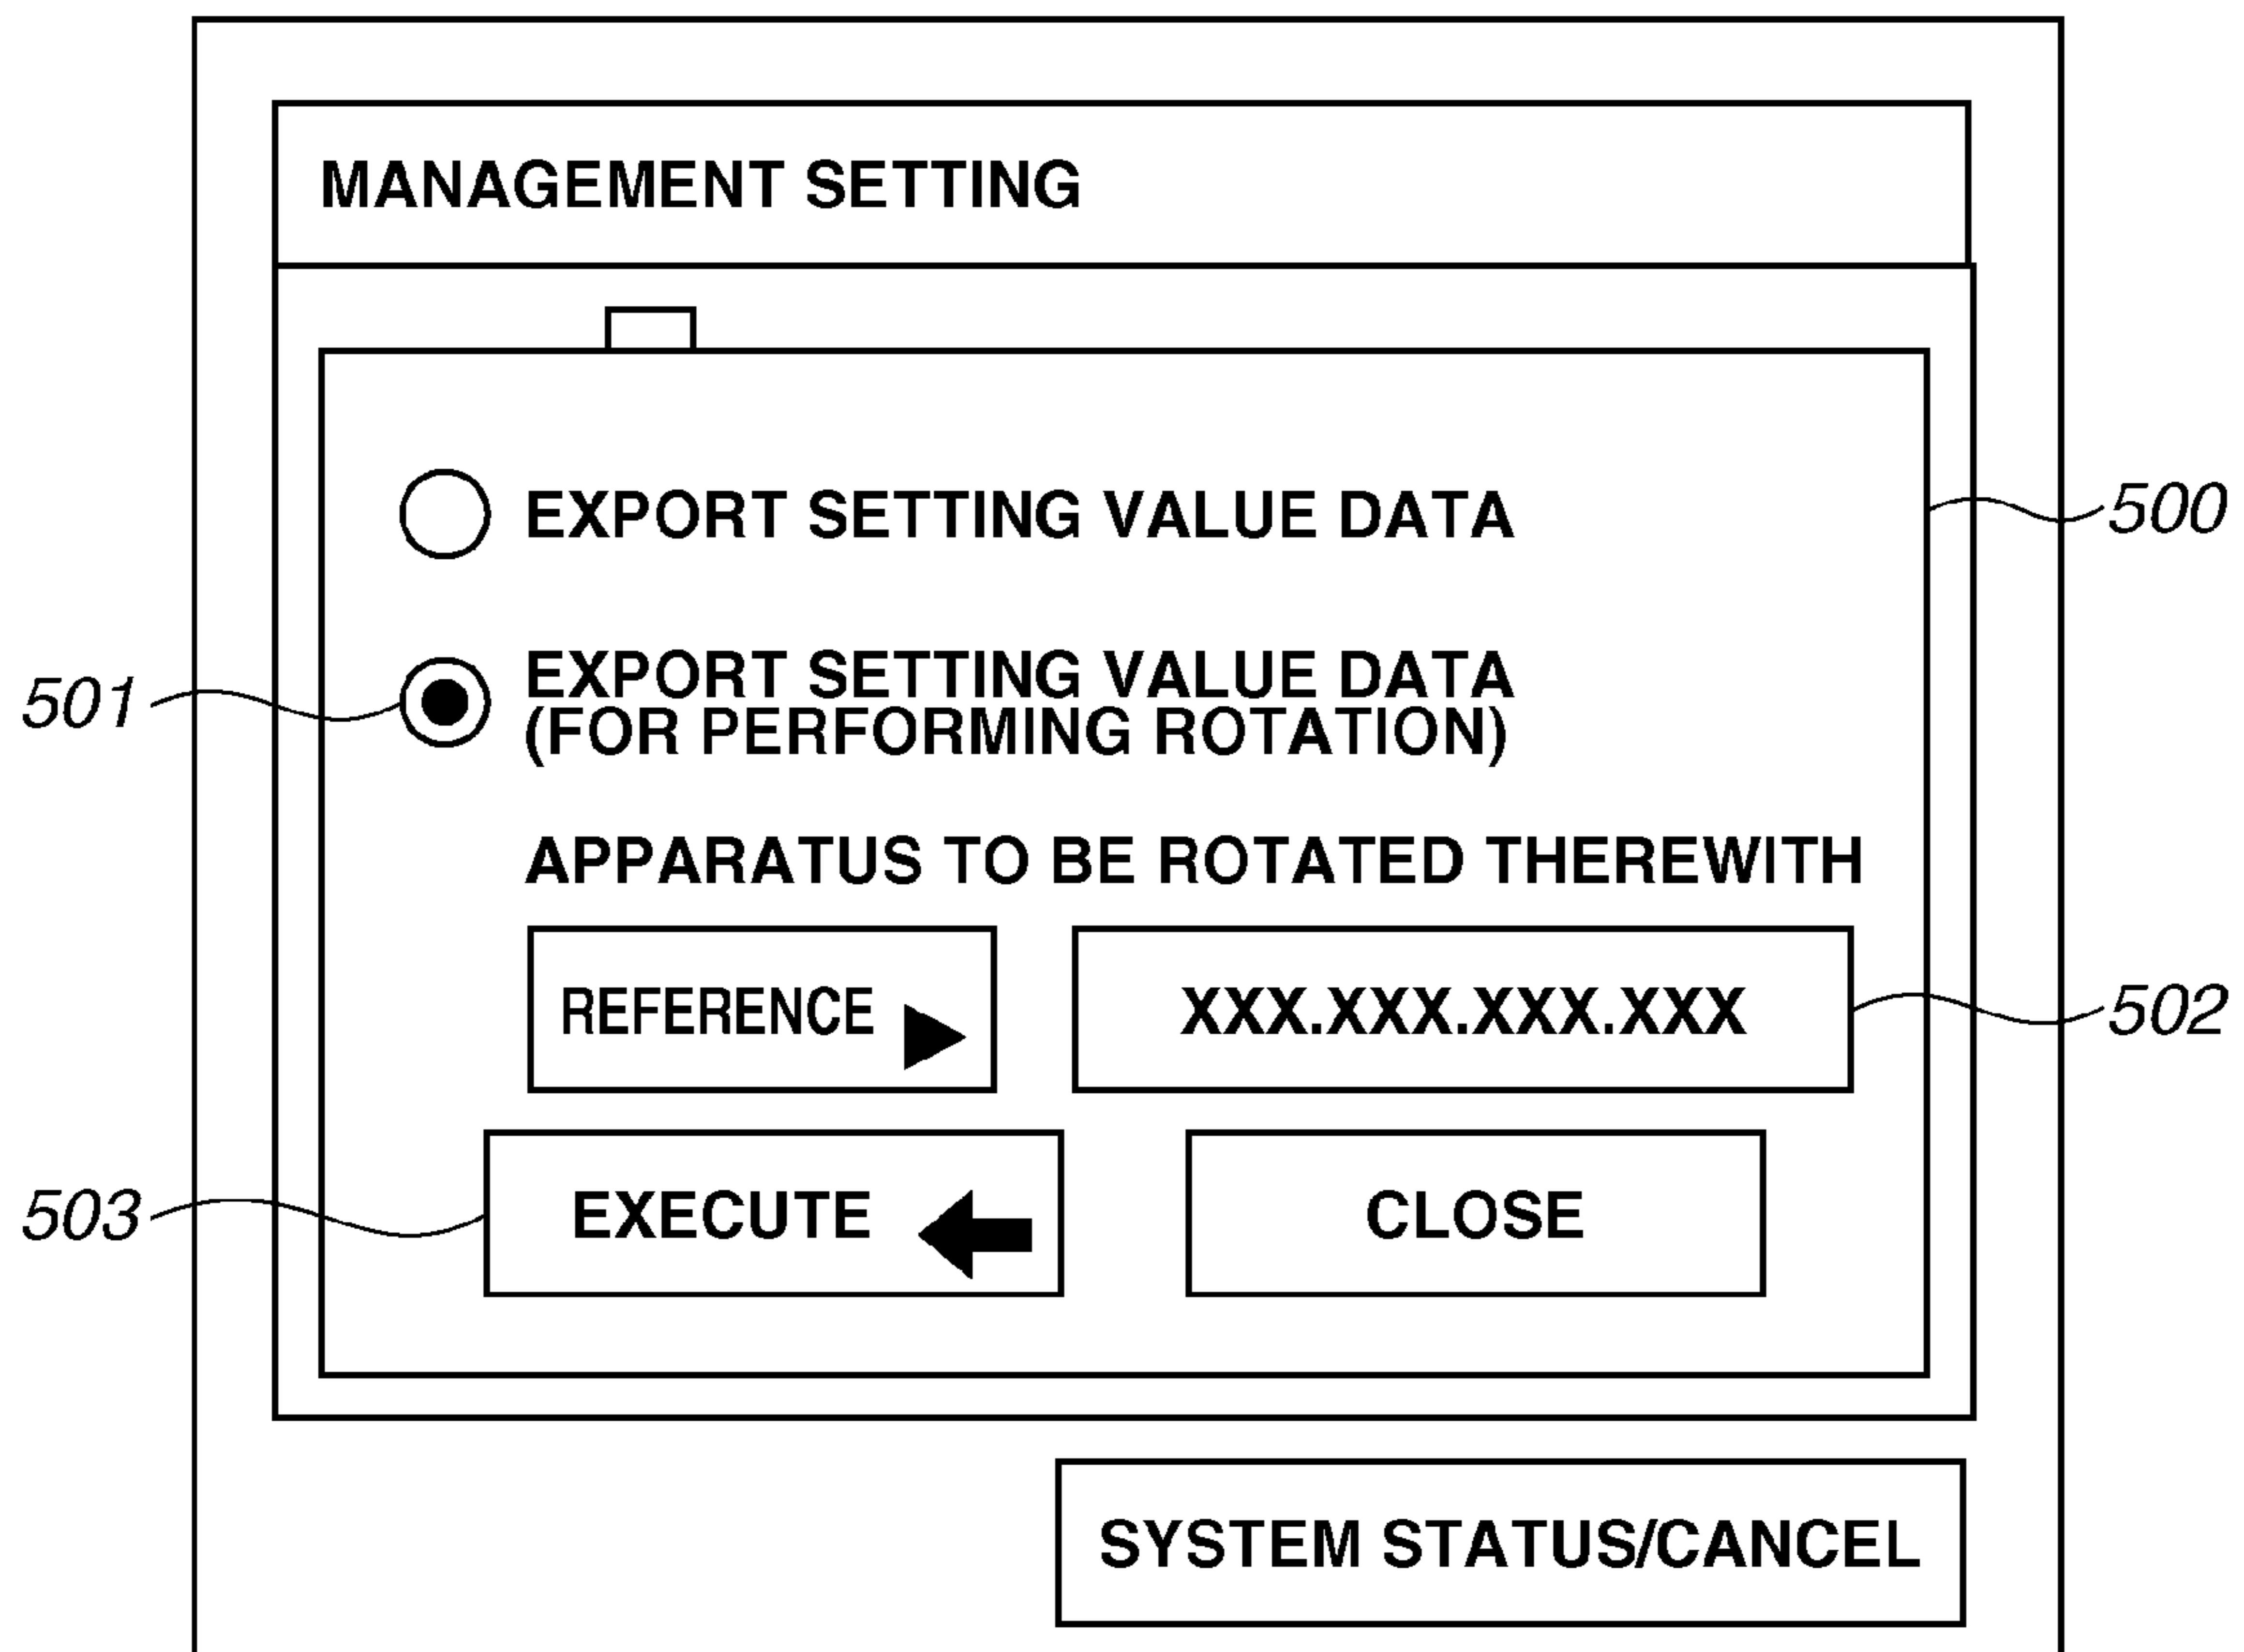 MANAGEMENT SETTING
EXPORT SETTING VALUE DATA
500
501
EXPORT SETTING VALUE DATA
(FOR PERFORMING ROTATION)
APPARATUS TO BE ROTATED THEREWITH
REFERENCE
XXX.XXX.XXX.XXX
502
503
EXECUTE
CLOSE
SYSTEM STATUS/CANCEL